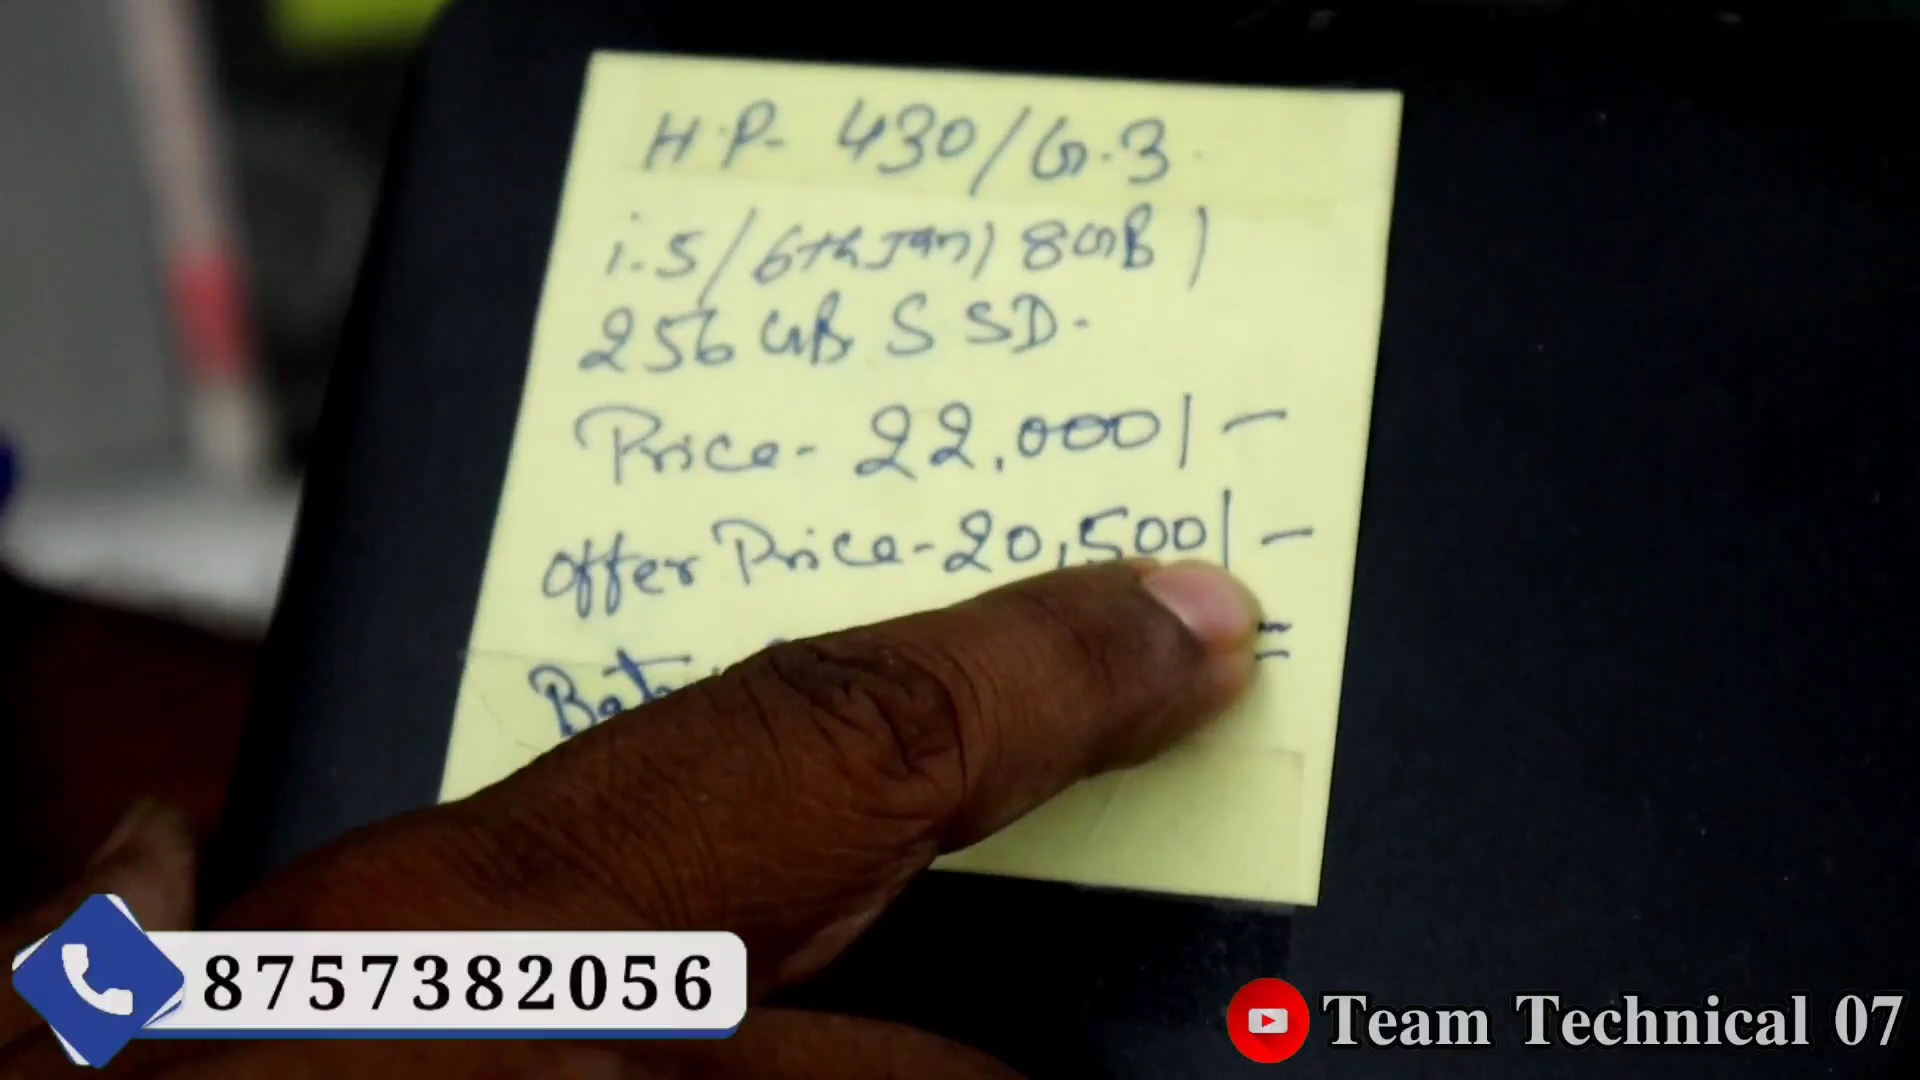 H.P- 430/G.3
i.5/6th Jan/8GB/
256 GB SSD.
Price- 22,000/-
offer Price-20,500/-
8757382056
Team Technical 07